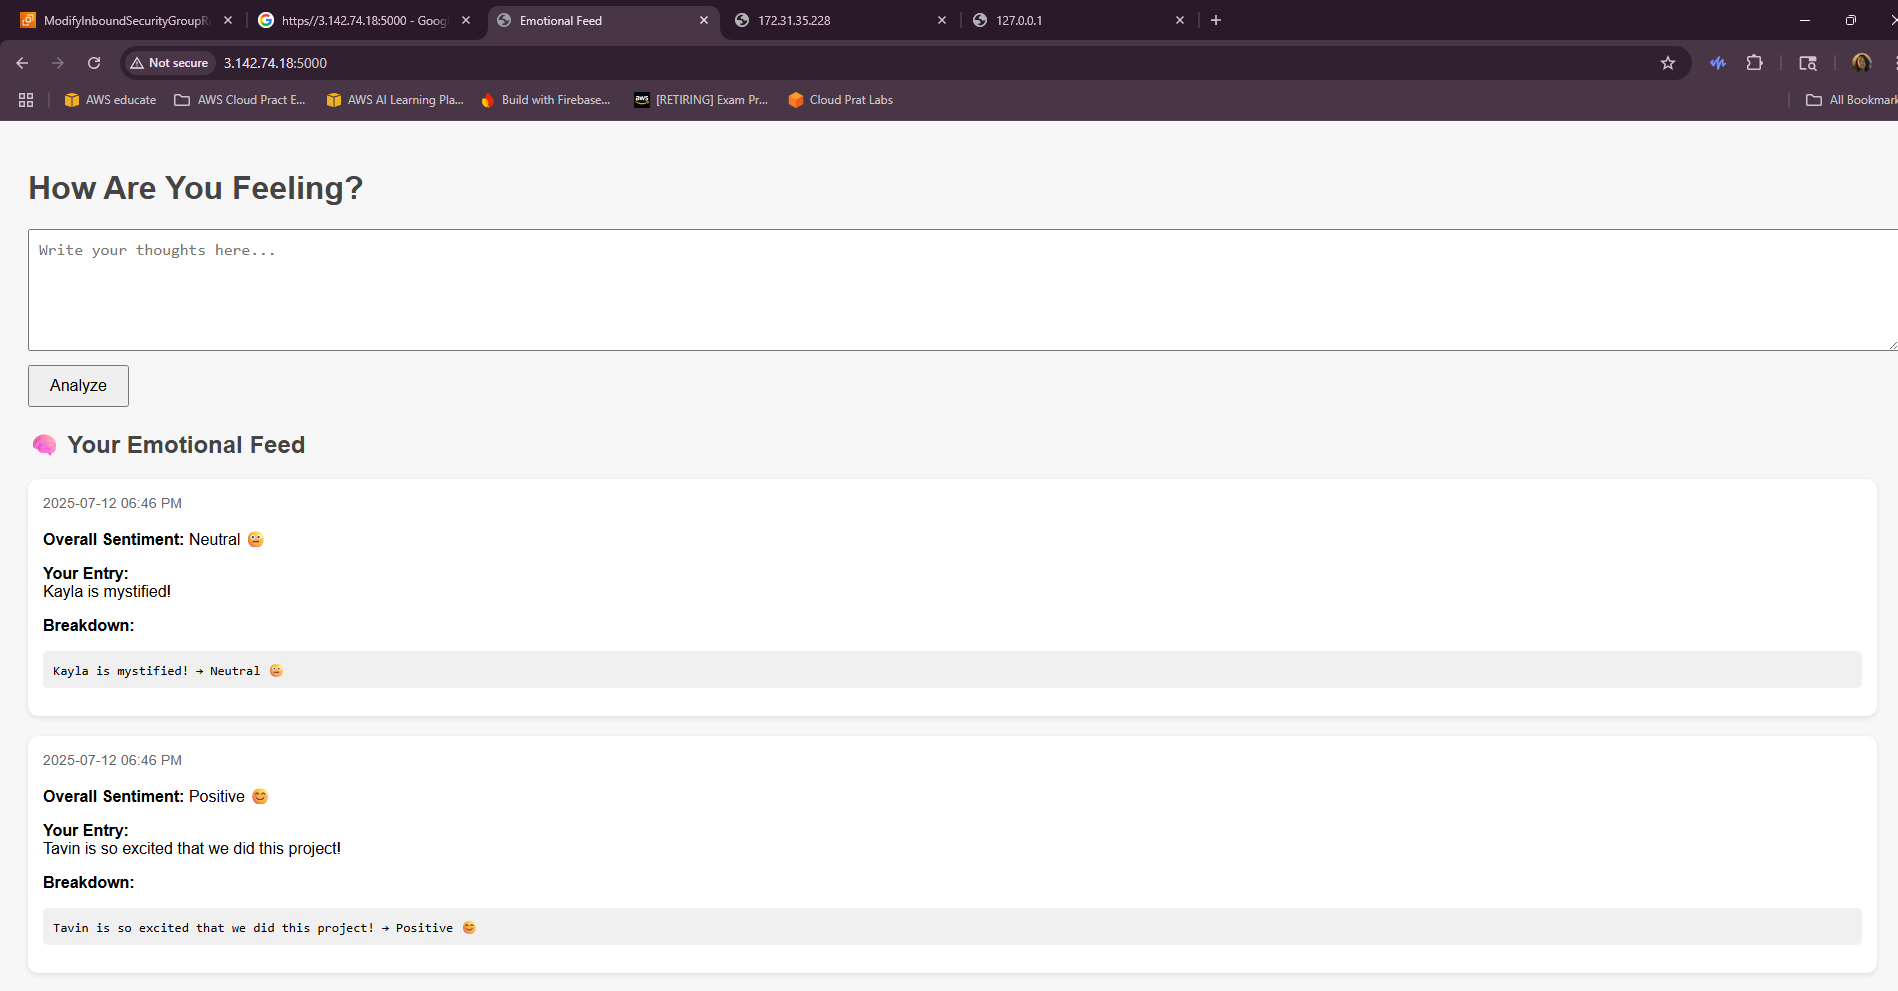 ModifyInboundSecurityGroupR
https//3.142.74.18:5000 - Goog
Emotional Feed
172.31.35.228
127.0.0.1
Not secure
3.142.74.18:5000
AWS educate
AWS Cloud Pract E...
AWS AI Learning Pla...
Build with Firebase...
aws
[RETIRING] Exam Pr...
Cloud Prat Labs
All Bookmark
How Are You Feeling?
Write your thoughts here...
Analyze
🧠 Your Emotional Feed
2025-07-12 06:46 PM
Overall Sentiment: Neutral 😐
Your Entry:
Kayla is mystified!
Breakdown:
Kayla is mystified! → Neutral 😐
2025-07-12 06:46 PM
Overall Sentiment: Positive 😊
Your Entry:
Tavin is so excited that we did this project!
Breakdown:
Tavin is so excited that we did this project! → Positive 😊